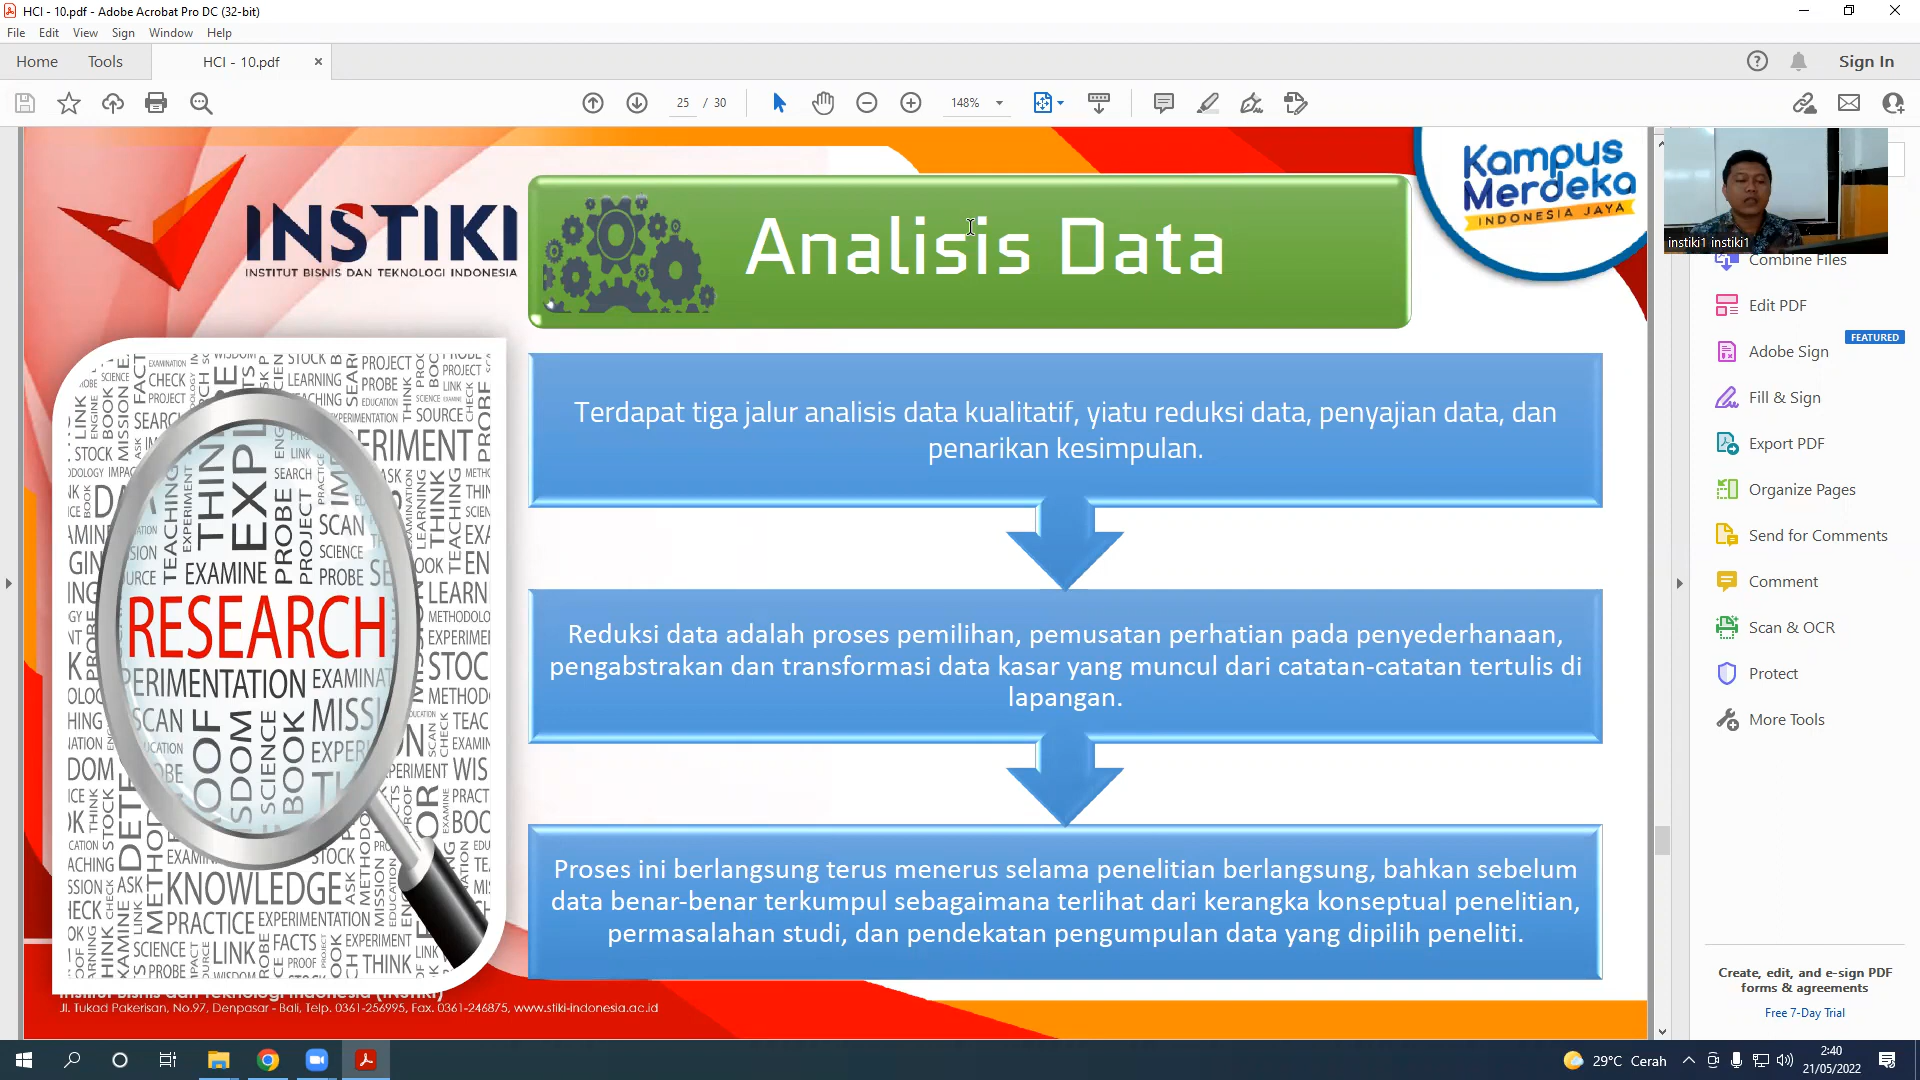 HCI - 10.pdf - Adobe Acrobat Pro DC (32-bit)
File Edit View Sign Window Help
Home Tools HCI - 10.pdf × Sign In
25 / 30 148%
INSTIKI
INSTITUT BISNIS DAN TEKNOLOGI INDONESIA
Analisis Data
Kampus
Merdeka
INDONESIA JAYA
instiki1 instiki1
Terdapat tiga jalur analisis data kualitatif, yiatu reduksi data, penyajian data, dan
penarikan kesimpulan.
Reduksi data adalah proses pemilihan, pemusatan perhatian pada penyederhanaan,
pengabstrakan dan transformasi data kasar yang muncul dari catatan-catatan tertulis di
lapangan.
Proses ini berlangsung terus menerus selama penelitian berlangsung, bahkan sebelum
data benar-benar terkumpul sebagaimana terlihat dari kerangka konseptual penelitian,
permasalahan studi, dan pendekatan pengumpulan data yang dipilih peneliti.
RESEARCH
EXAMINE
PERIMENTATION
KNOWLEDGE
PRACTICE
EXPERIMENTATION
SCIENCE
LINK
FACTS
EXPERIMENT
THINK
Institut Bisnis dan Teknologi Indonesia (INSTIKI)
Jl. Tukad Pakerisan, No.97, Denpasar - Bali, Telp. 0361-256995, Fax. 0361-246875, www.stiki-indonesia.ac.id
Combine Files
Edit PDF
FEATURED
Adobe Sign
Fill & Sign
Export PDF
Organize Pages
Send for Comments
Comment
Scan & OCR
Protect
More Tools
Create, edit, and e-sign PDF
forms & agreements
Free 7-Day Trial
29°C Cerah
2:40
21/05/2022